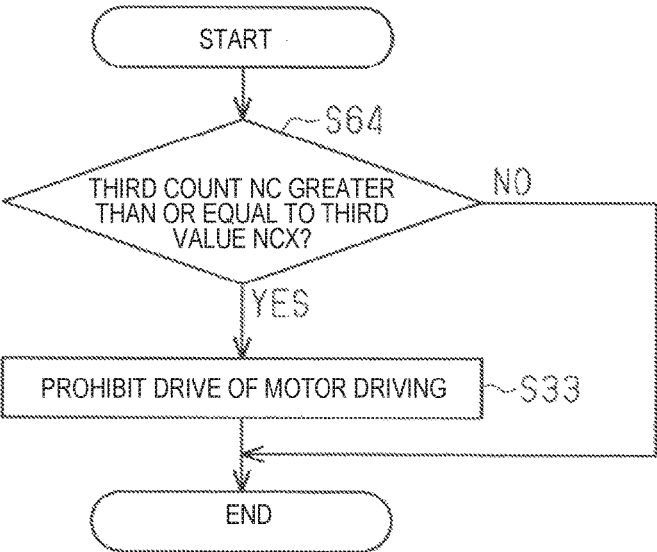 START
S64
THIRD COUNT NC GREATER
THAN OR EQUAL TO THIRD
VALUE NCX?
NO
YES
PROHIBIT DRIVE OF MOTOR DRIVING
S33
END